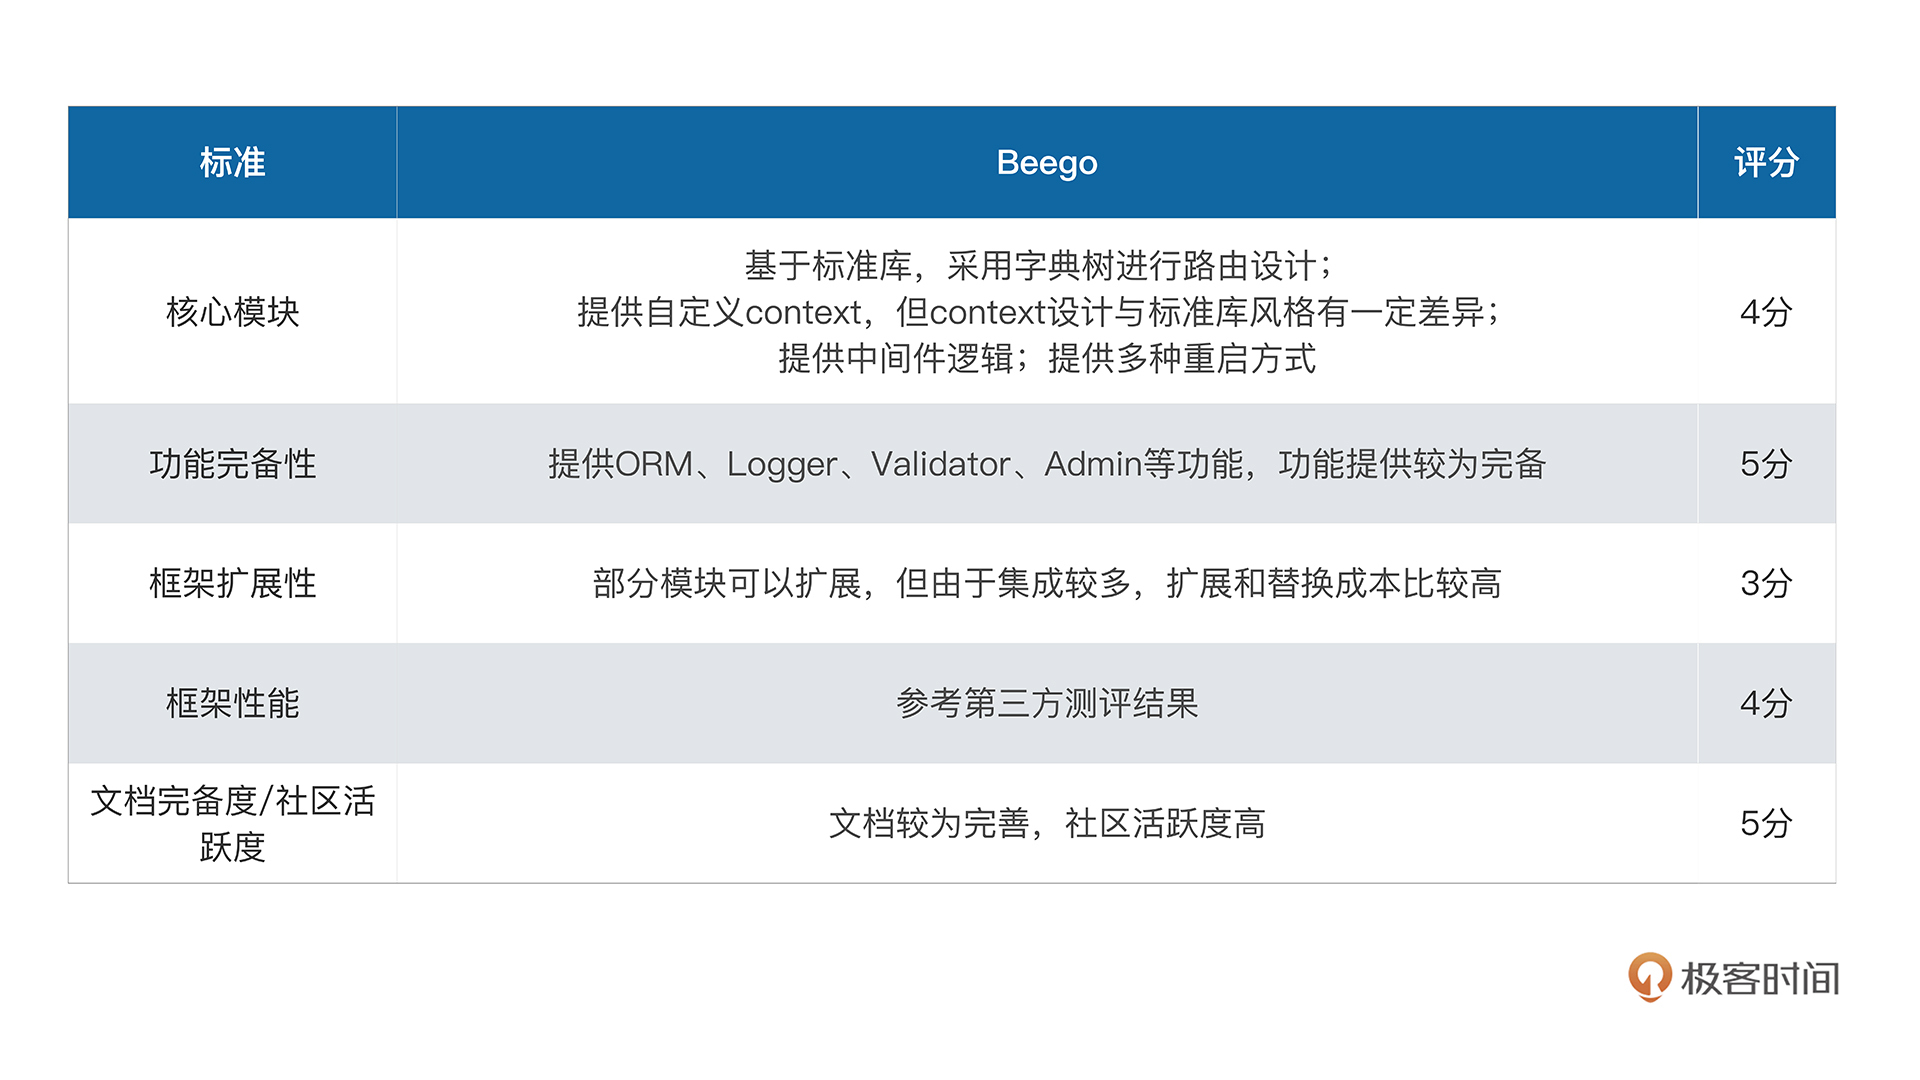 标准
Beego
评分
核心模块
基于标准库，采用字典树进行路由设计；
提供自定义context，但context设计与标准库风格有一定差异；
提供中间件逻辑；提供多种重启方式
4分
功能完备性
提供ORM、Logger、Validator、Admin等功能，功能提供较为完备
5分
框架扩展性
部分模块可以扩展，但由于集成较多，扩展和替换成本比较高
3分
框架性能
参考第三方测评结果
4分
文档完备度/社区活
跃度
文档较为完善，社区活跃度高
5分
极客时间